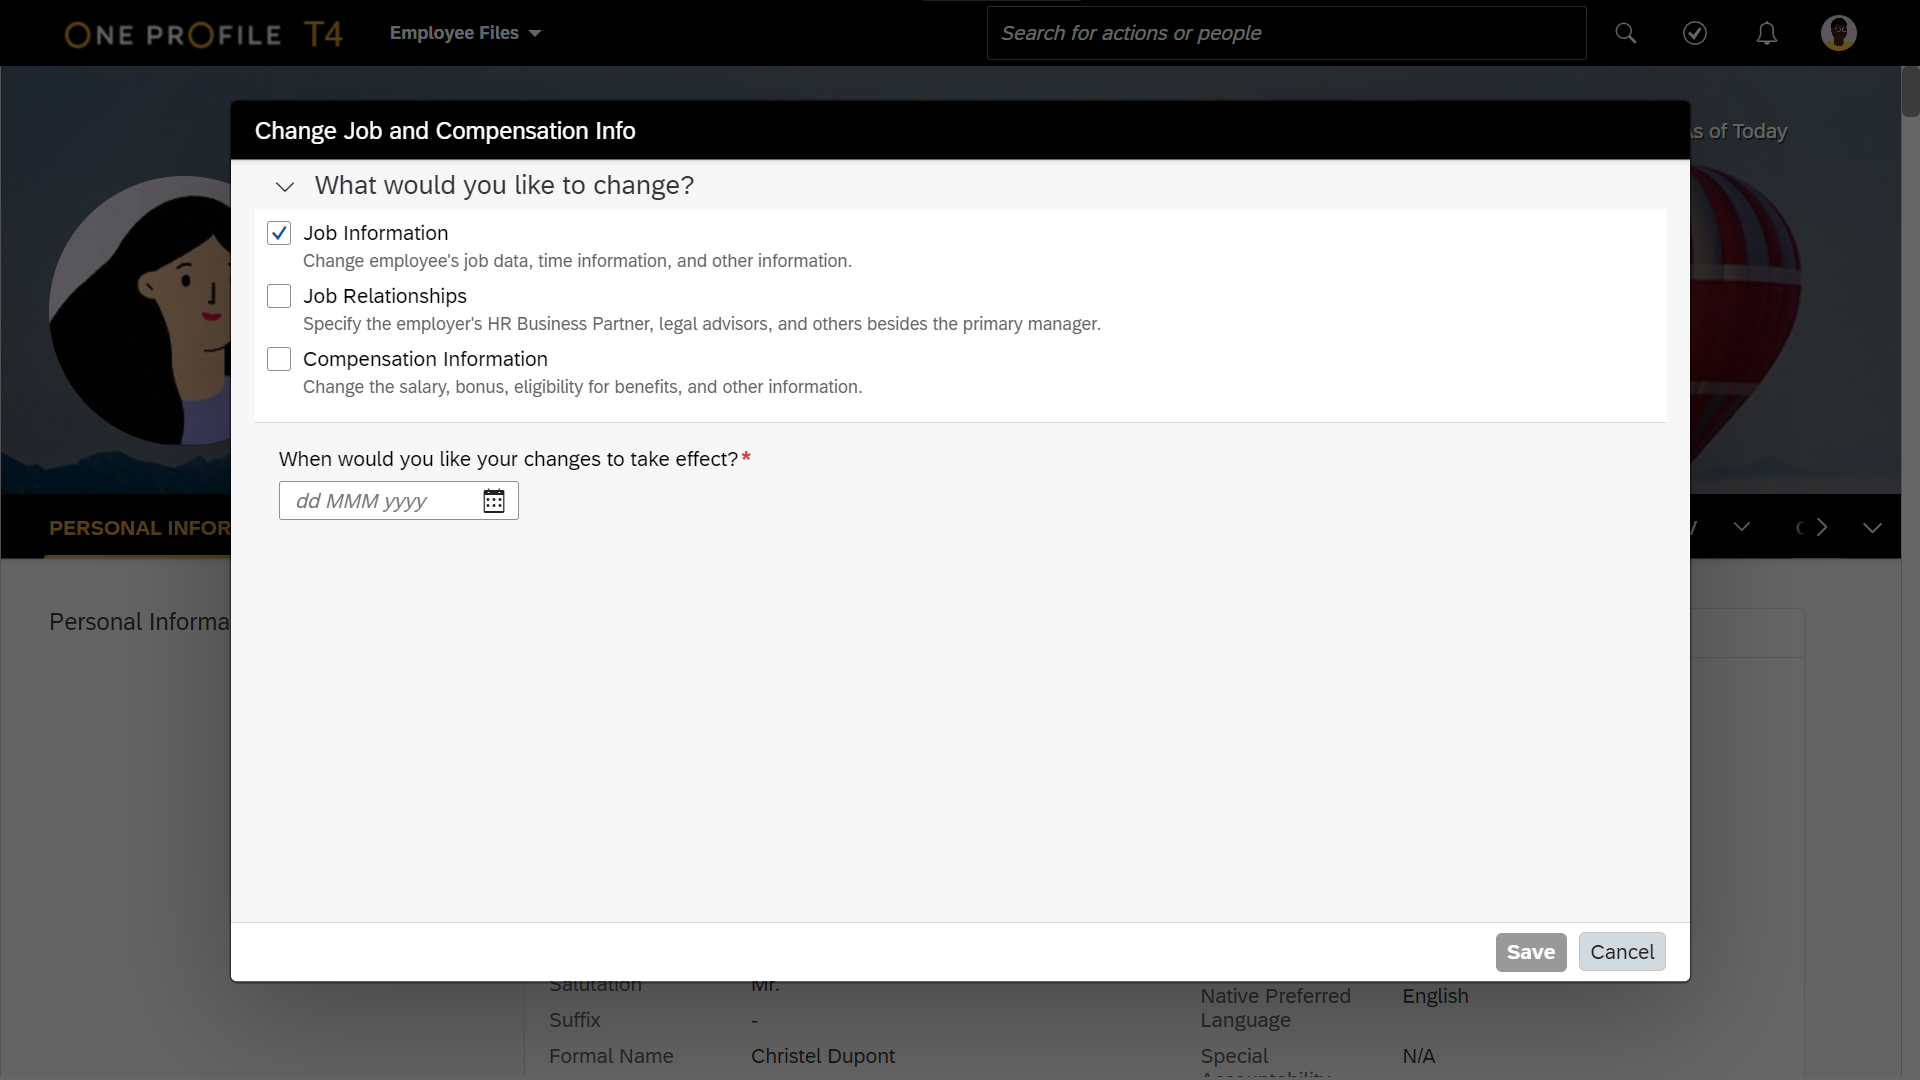 ONE PROFILE T4
Employee Files
Search for actions or people
As of Today
Change Job and Compensation Info
What would you like to change?
Job Information
Change employee's job data, time information, and other information.
Job Relationships
Specify the employer's HR Business Partner, legal advisors, and others besides the primary manager.
Compensation Information
Change the salary, bonus, eligibility for benefits, and other information.
When would you like your changes to take effect?*
dd MMM yyyy
PERSONAL INFOR
Personal Informa
Save
Cancel
Salutation
Mr.
Native Preferred
Language
English
Suffix
-
Formal Name
Christel Dupont
Special
Accountability
N/A